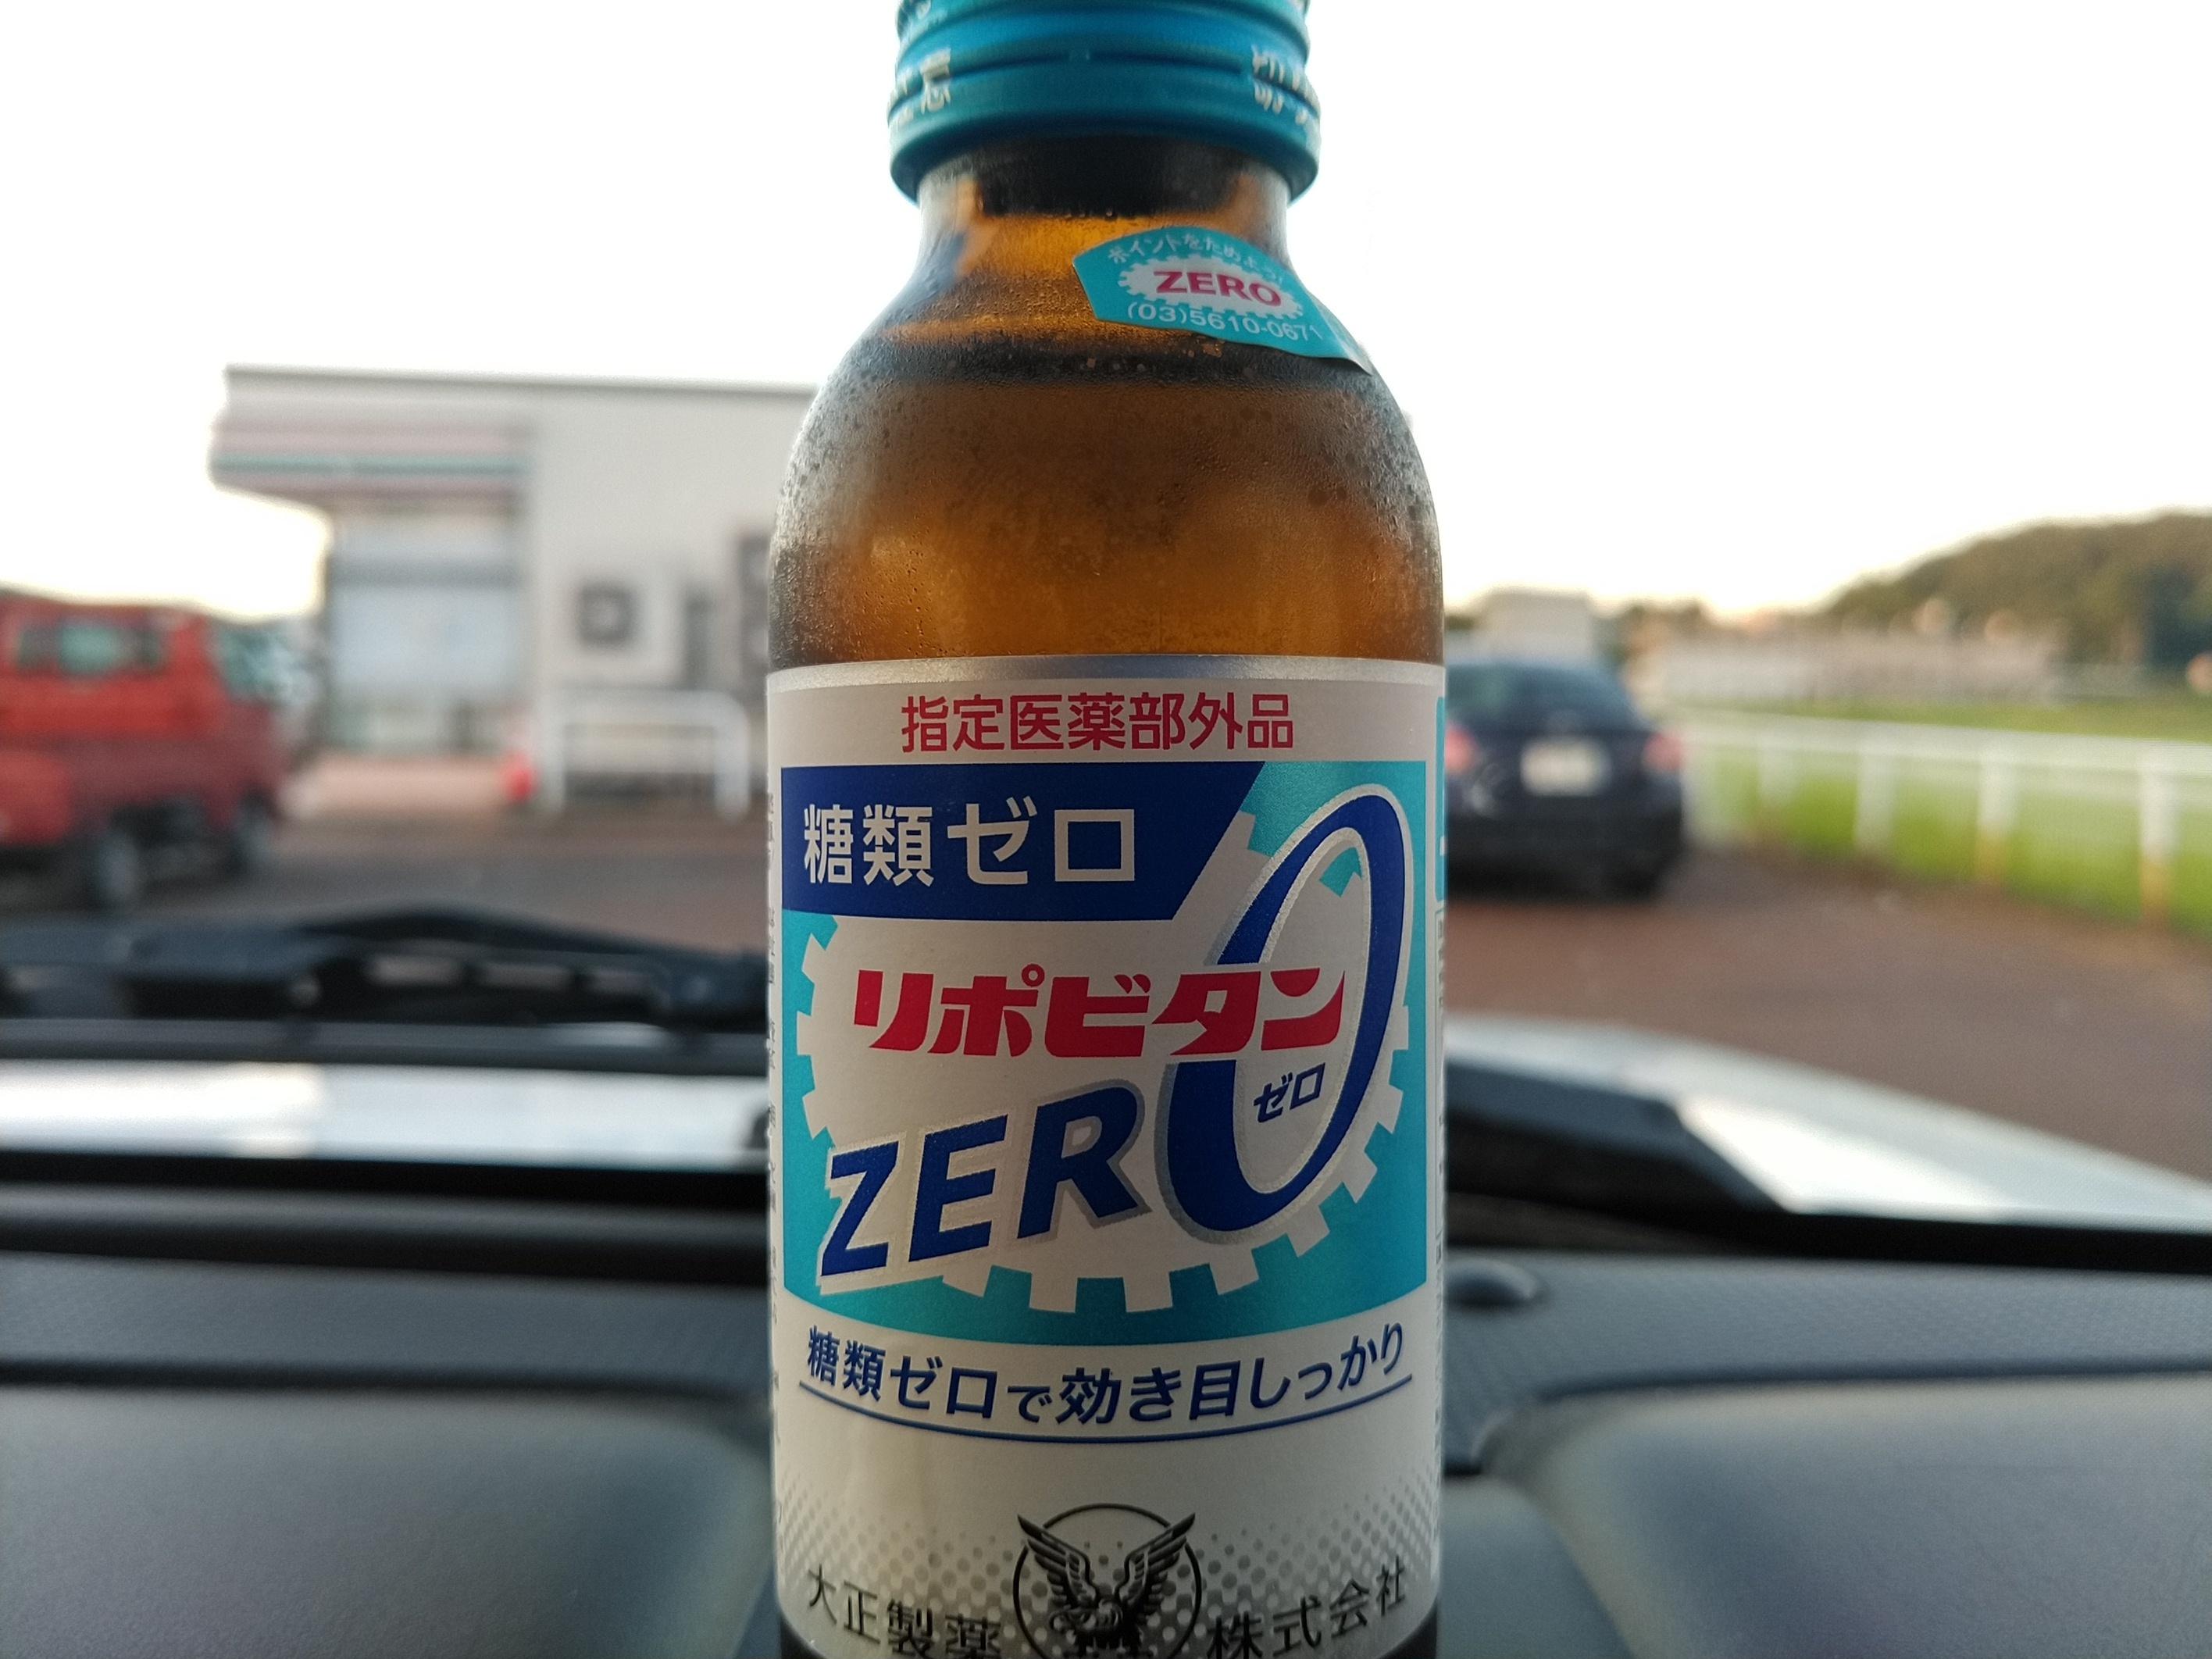 ポイントをためよう!
ZERO
(03)5610-0671
指定医薬部外品
糖類ゼロ
リポビタン
ZERO
ゼロ
糖類ゼロで効き目しっかり
大正製薬株式会社